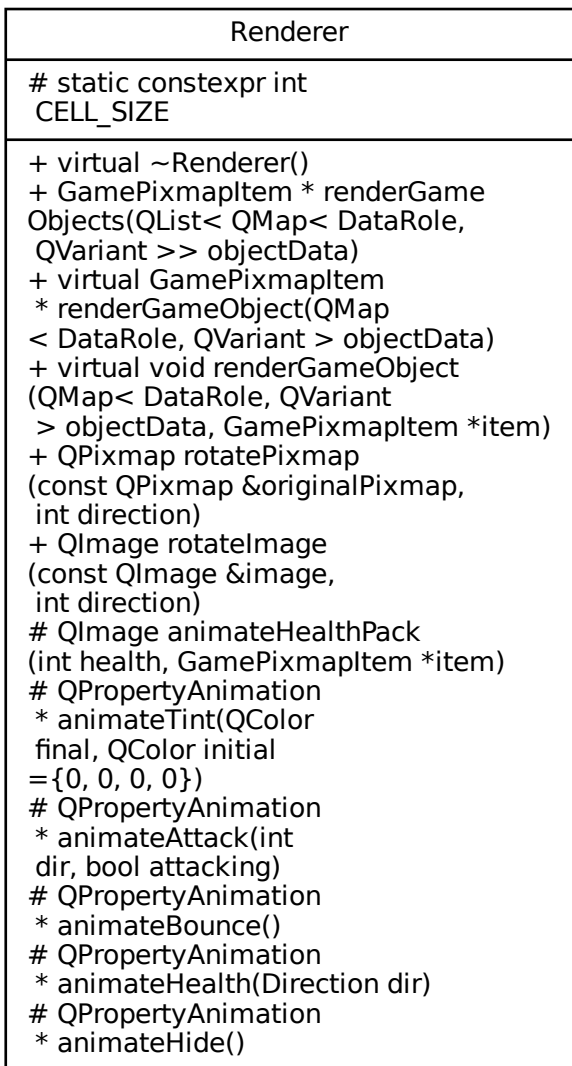 Renderer
# static constexpr int
CELL_SIZE
+ virtual ~Renderer()
+ GamePixmapItem * renderGame
Objects(QList< QMap< DataRole,
QVariant >> objectData)
+ virtual GamePixmapItem
* renderGameObject(QMap
< DataRole, QVariant > objectData)
+ virtual void renderGameObject
(QMap< DataRole, QVariant
> objectData, GamePixmapItem *item)
+ QPixmap rotatePixmap
(const QPixmap &originalPixmap,
int direction)
+ QImage rotateImage
(const QImage &image,
int direction)
# QImage animateHealthPack
(int health, GamePixmapItem *item)
# QPropertyAnimation
* animateTint(QColor
final, QColor initial
={0, 0, 0, 0})
# QPropertyAnimation
* animateAttack(int
dir, bool attacking)
# QPropertyAnimation
* animateBounce()
# QPropertyAnimation
* animateHealth(Direction dir)
# QPropertyAnimation
* animateHide()